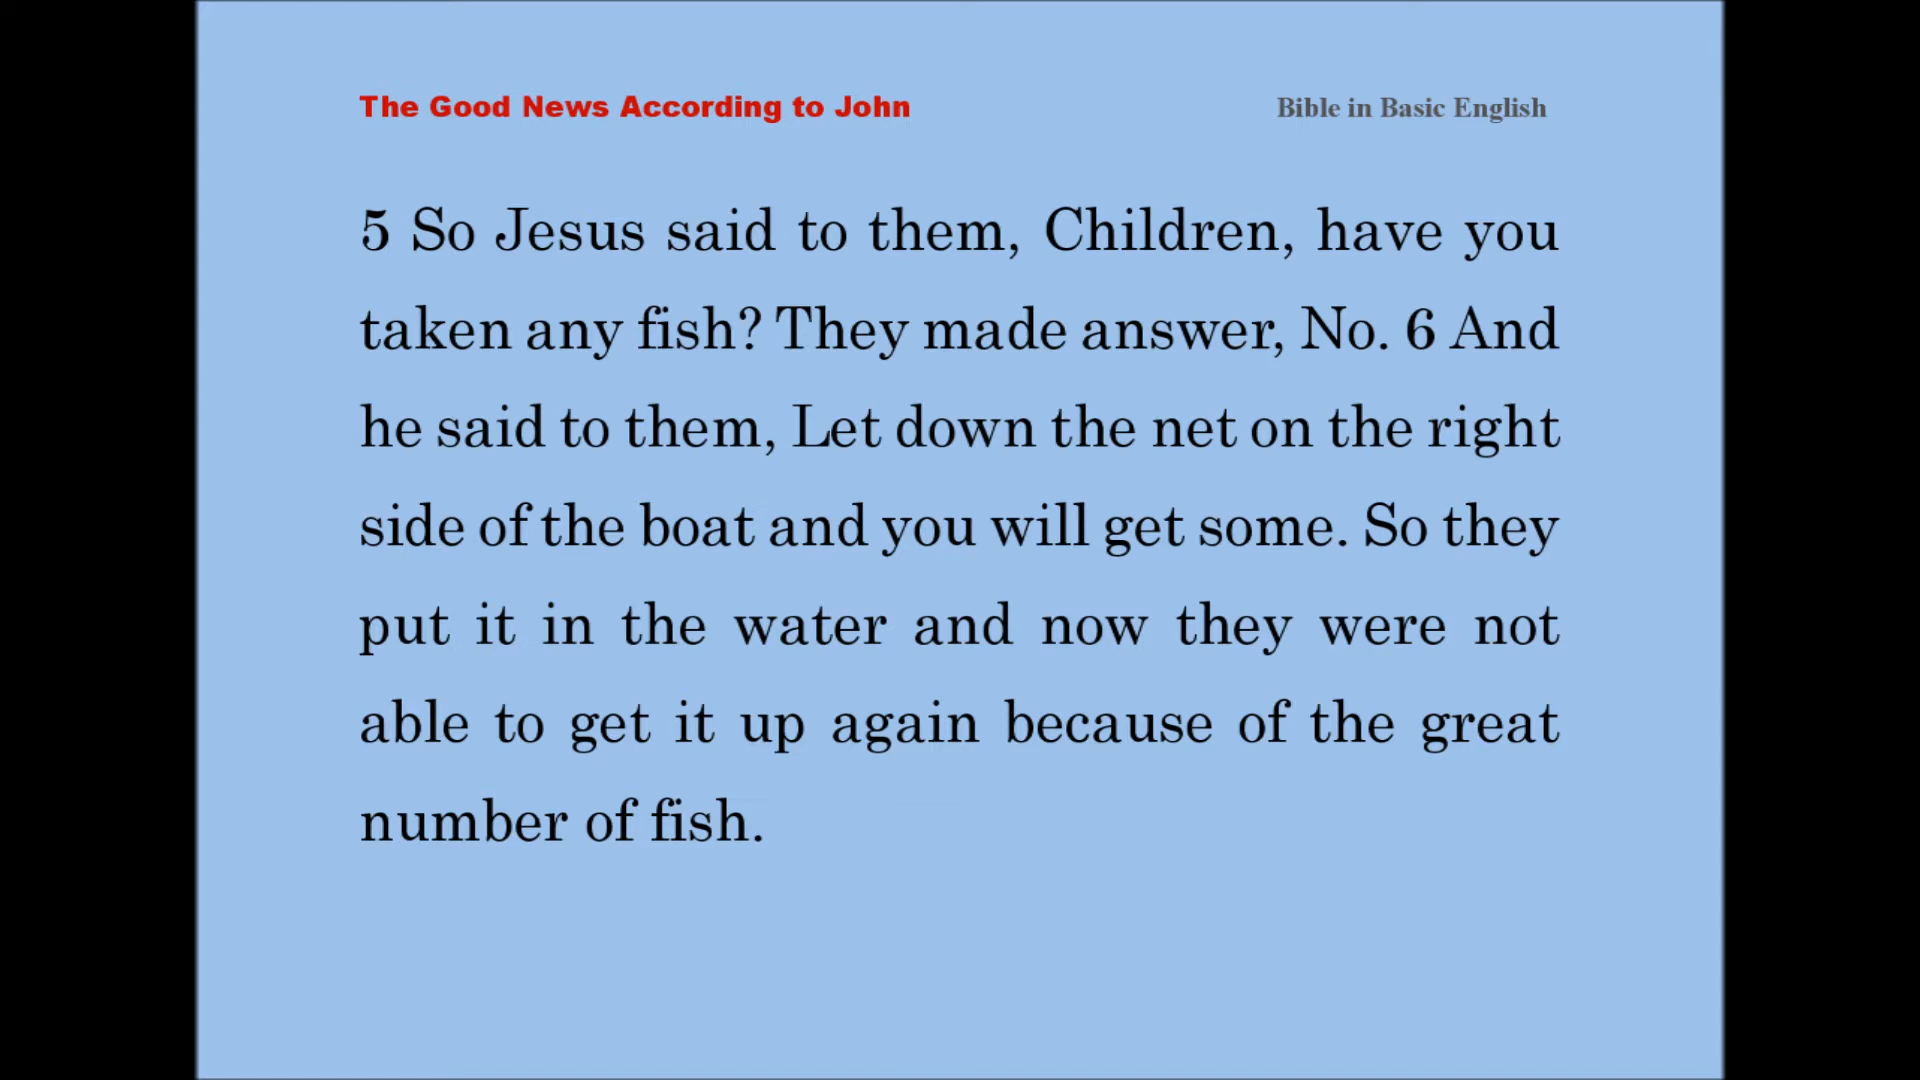 The Good News According to John Bible in Basic English
5 So Jesus said to them, Children, have you
taken any fish? They made answer, No. 6 And
he said to them, Let down the net on the right
side of the boat and you will get some. So they
put it in the water and now they were not
able to get it up again because of the great
number of fish.